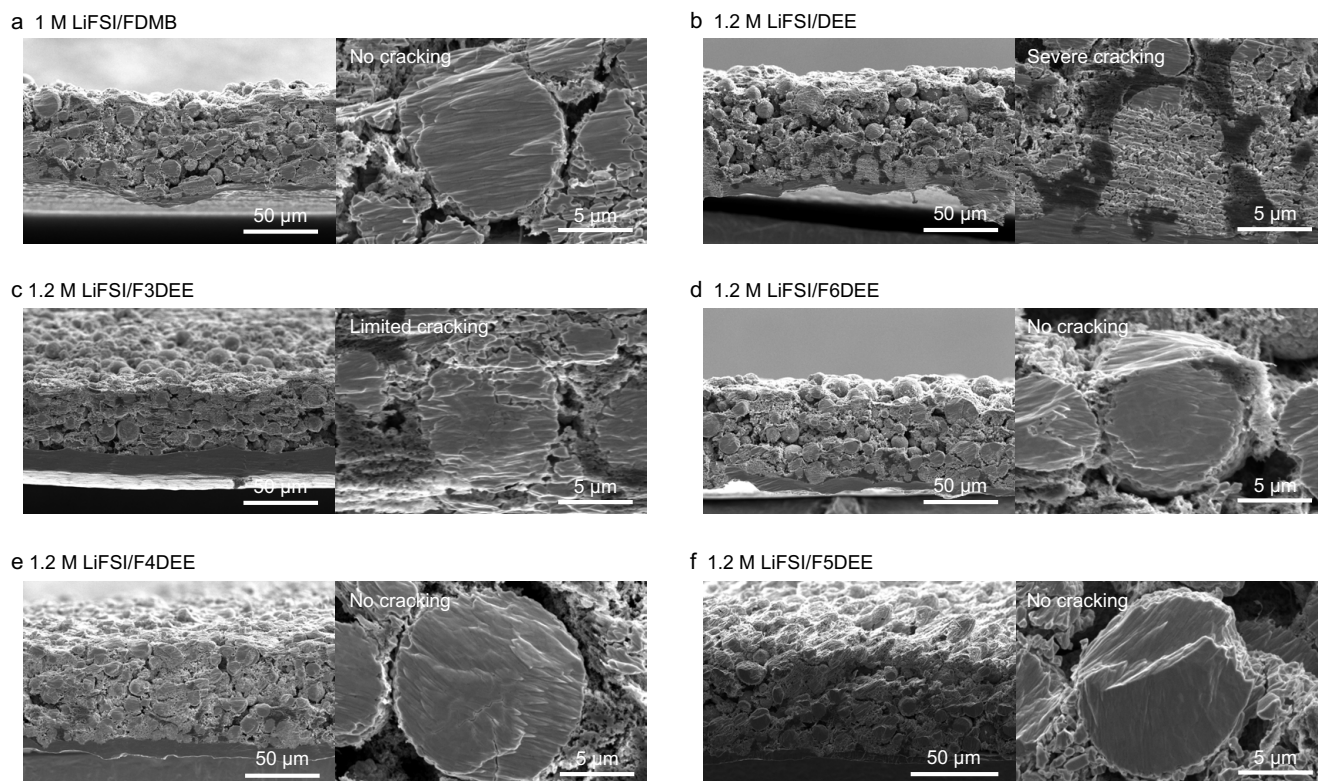 a 1 M LiFSI/FDMB
No cracking
50 µm
5 µm
b 1.2 M LiFSI/DEE
Severe cracking
50 µm
5 µm
c 1.2 M LiFSI/F3DEE
Limited cracking
50 µm
5 µm
d 1.2 M LiFSI/F6DEE
No cracking
50 µm
5 µm
e 1.2 M LiFSI/F4DEE
No cracking
50 µm
5 µm
f 1.2 M LiFSI/F5DEE
No cracking
50 µm
5 µm